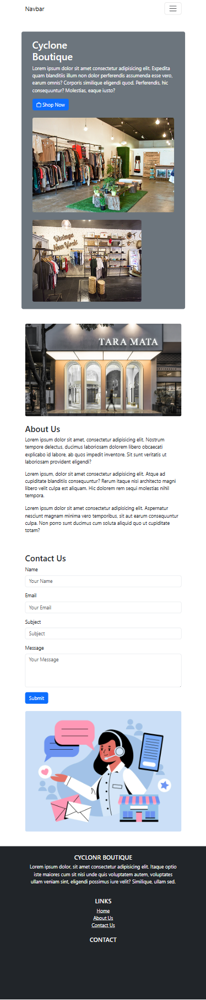 Navbar
Cyclone
Boutique
Lorem ipsum dolor sit amet consectetur adipisicing elit. Expedita
quam blanditiis illum non dolor perferendis assumenda esse vero,
earum omnis? Corporis similique eligendi quod. Perferendis, hic
consequuntur? Molestias, eaque iusto?
Shop Now
Vintage
New York
TARA MATA
About Us
Lorem ipsum dolor sit amet, consectetur adipisicing elit. Nostrum
tempore delectus, ducimus laboriosam dolorem libero obcaecati
explicabo id labore, ab quos impedit inventore. Sit sunt veritatis ut
laboriosam provident eligendi?
Lorem ipsum, dolor sit amet consectetur adipisicing elit. Atque ad
cupiditate blanditiis consequuntur? Rerum itaque nisi architecto magni
libero velit culpa est aliquam. Hic dolorem rem sequi molestias nihil
tempora.
Lorem ipsum dolor sit amet consectetur adipisicing elit. Aspernatur
nesciunt magnam minima vero temporibus, sit aut earum consequuntur
culpa. Non porro sunt ducimus cum soluta aliquid quo ut cupiditate
totam?
Contact Us
Name
Your Name
Email
Your Email
Subject
Subject
Message
Your Message
Submit
CYCLONR BOUTIQUE
Lorem ipsum dolor, sit amet consectetur adipisicing elit. Itaque optio
iste maiores cum sit nisi unde quis voluptatem autem, voluptates
ullam veniam sint, eligendi possimus iure velit? Similique, ullam sed.
LINKS
Home
About Us
Contact Us
CONTACT